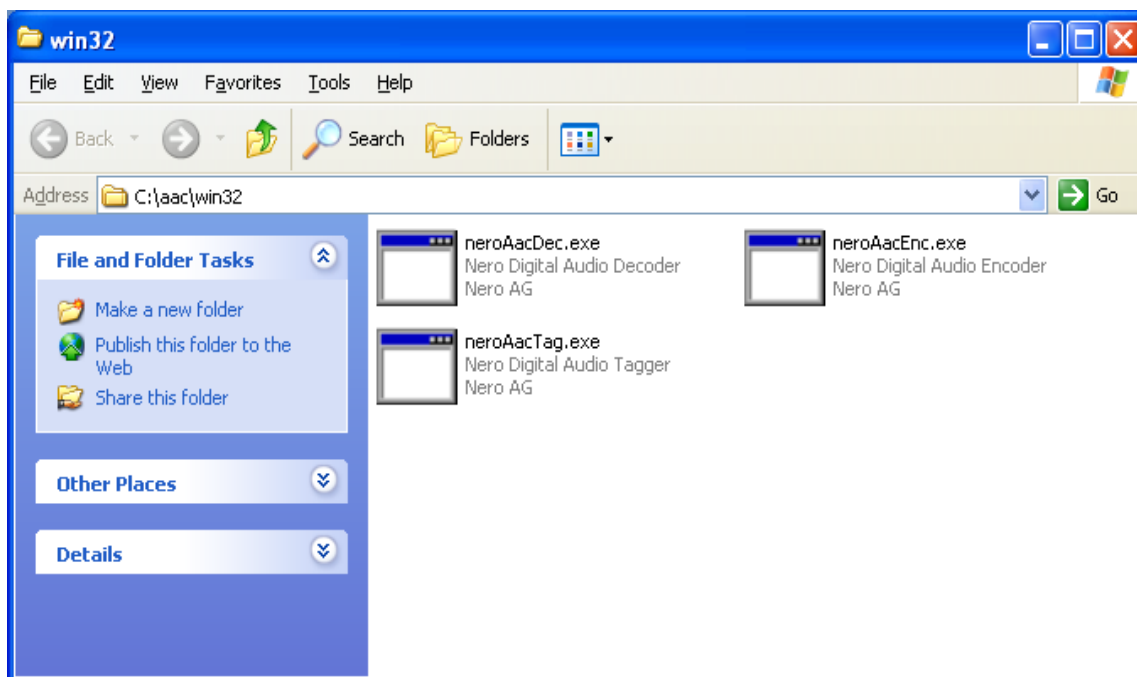 win32
File Edit View Favorites Tools Help
Back Search Folders
Address C:\aac\win32 Go
File and Folder Tasks
Make a new folder
Publish this folder to the
Web
Share this folder
Other Places
Details
neroAacDec.exe
Nero Digital Audio Decoder
Nero AG
neroAacEnc.exe
Nero Digital Audio Encoder
Nero AG
neroAacTag.exe
Nero Digital Audio Tagger
Nero AG